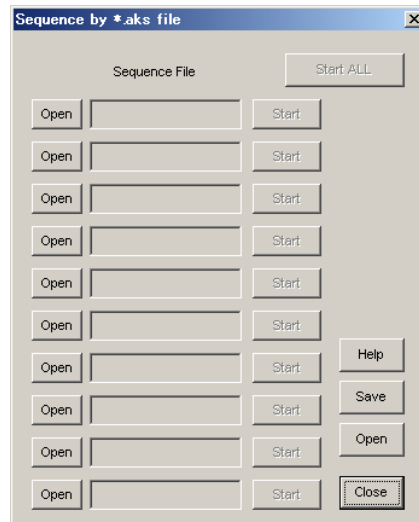 Sequence by *.aks file
Sequence File Start ALL
Open Start
Open Start
Open Start
Open Start
Open Start
Open Start
Help
Open Start
Save
Open Start
Open
Open Start
Open Start Close